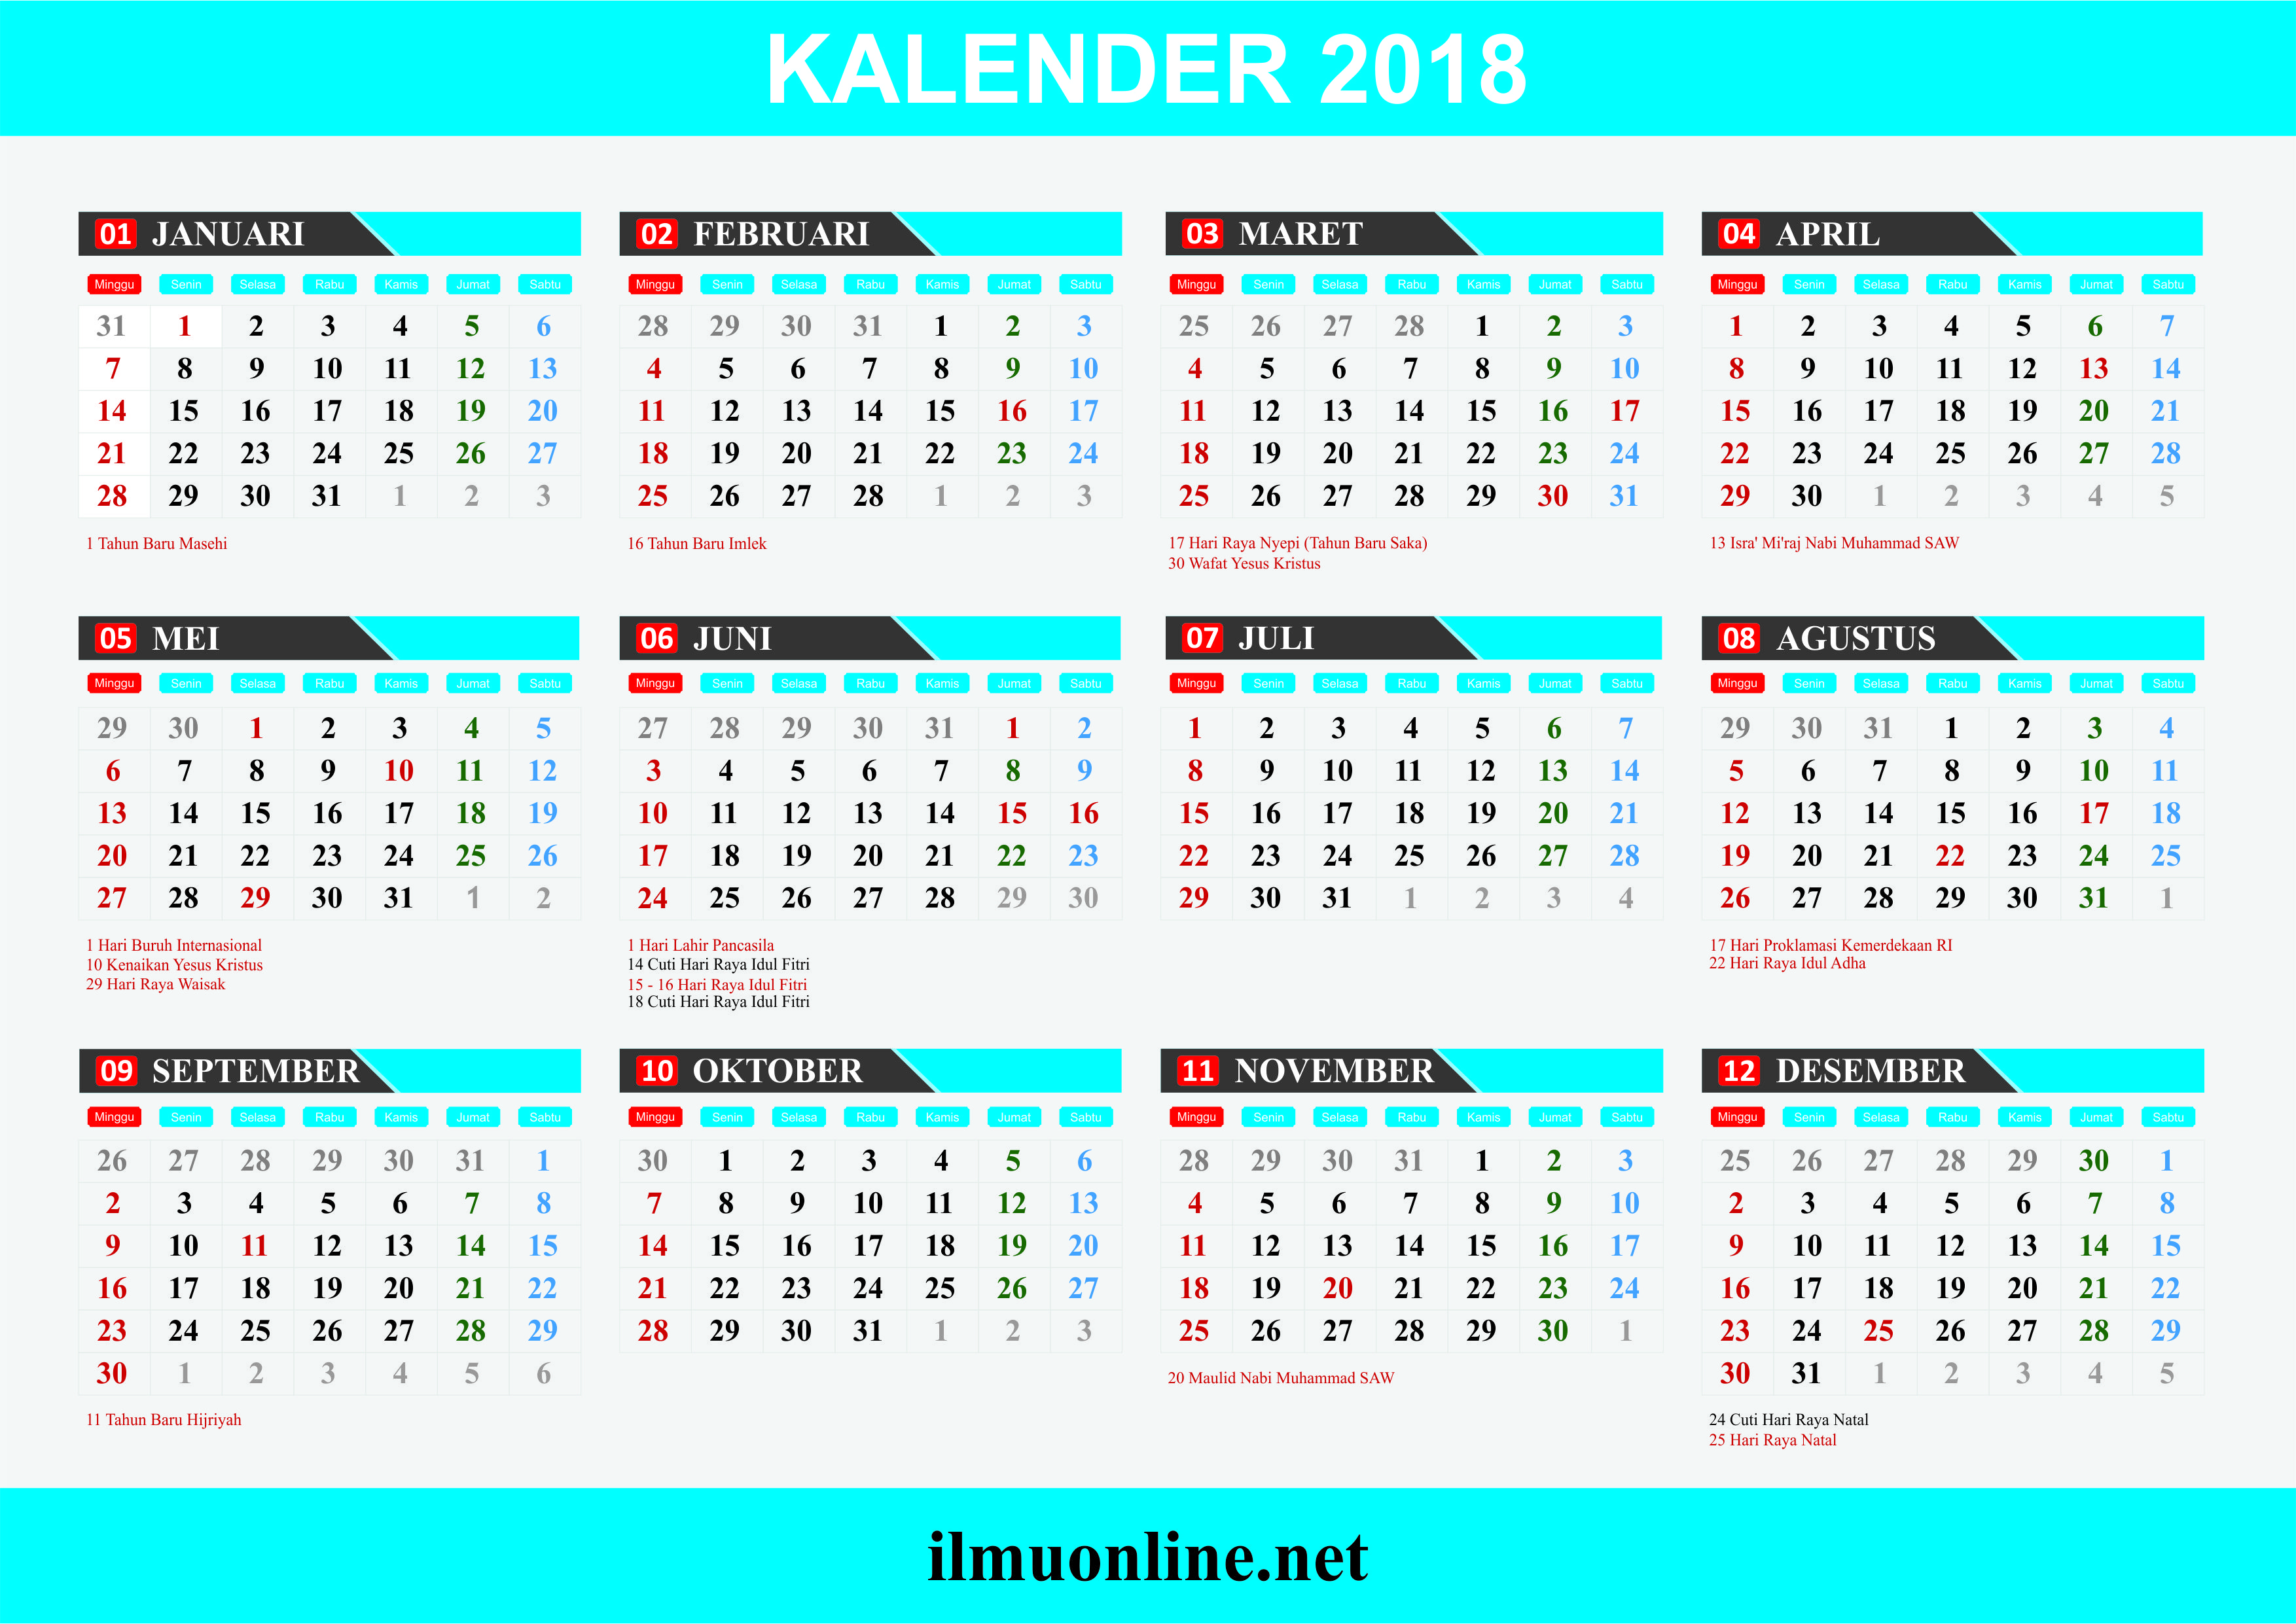 KALENDER 2018
01 JANUARI
Minggu Senin Selasa Rabu Kamis Jumat Sabtu
31 1 2 3 4 5 6
7 8 9 10 11 12 13
14 15 16 17 18 19 20
21 22 23 24 25 26 27
28 29 30 31 1 2 3
1 Tahun Baru Masehi
02 FEBRUARI
Minggu Senin Selasa Rabu Kamis Jumat Sabtu
28 29 30 31 1 2 3
4 5 6 7 8 9 10
11 12 13 14 15 16 17
18 19 20 21 22 23 24
25 26 27 28 1 2 3
16 Tahun Baru Imlek
03 MARET
Minggu Senin Selasa Rabu Kamis Jumat Sabtu
25 26 27 28 1 2 3
4 5 6 7 8 9 10
11 12 13 14 15 16 17
18 19 20 21 22 23 24
25 26 27 28 29 30 31
17 Hari Raya Nyepi (Tahun Baru Saka)
30 Wafat Yesus Kristus
04 APRIL
Minggu Senin Selasa Rabu Kamis Jumat Sabtu
1 2 3 4 5 6 7
8 9 10 11 12 13 14
15 16 17 18 19 20 21
22 23 24 25 26 27 28
29 30 1 2 3 4 5
13 Isra' Mi'raj Nabi Muhammad SAW
05 MEI
Minggu Senin Selasa Rabu Kamis Jumat Sabtu
29 30 1 2 3 4 5
6 7 8 9 10 11 12
13 14 15 16 17 18 19
20 21 22 23 24 25 26
27 28 29 30 31 1 2
1 Hari Buruh Internasional
10 Kenaikan Yesus Kristus
29 Hari Raya Waisak
06 JUNI
Minggu Senin Selasa Rabu Kamis Jumat Sabtu
27 28 29 30 31 1 2
3 4 5 6 7 8 9
10 11 12 13 14 15 16
17 18 19 20 21 22 23
24 25 26 27 28 29 30
1 Hari Lahir Pancasila
14 Cuti Hari Raya Idul Fitri
15 - 16 Hari Raya Idul Fitri
18 Cuti Hari Raya Idul Fitri
07 JULI
Minggu Senin Selasa Rabu Kamis Jumat Sabtu
1 2 3 4 5 6 7
8 9 10 11 12 13 14
15 16 17 18 19 20 21
22 23 24 25 26 27 28
29 30 31 1 2 3 4
08 AGUSTUS
Minggu Senin Selasa Rabu Kamis Jumat Sabtu
29 30 31 1 2 3 4
5 6 7 8 9 10 11
12 13 14 15 16 17 18
19 20 21 22 23 24 25
26 27 28 29 30 31 1
17 Hari Proklamasi Kemerdekaan RI
22 Hari Raya Idul Adha
09 SEPTEMBER
Minggu Senin Selasa Rabu Kamis Jumat Sabtu
26 27 28 29 30 31 1
2 3 4 5 6 7 8
9 10 11 12 13 14 15
16 17 18 19 20 21 22
23 24 25 26 27 28 29
30 1 2 3 4 5 6
11 Tahun Baru Hijriyah
10 OKTOBER
Minggu Senin Selasa Rabu Kamis Jumat Sabtu
30 1 2 3 4 5 6
7 8 9 10 11 12 13
14 15 16 17 18 19 20
21 22 23 24 25 26 27
28 29 30 31 1 2 3
11 NOVEMBER
Minggu Senin Selasa Rabu Kamis Jumat Sabtu
28 29 30 31 1 2 3
4 5 6 7 8 9 10
11 12 13 14 15 16 17
18 19 20 21 22 23 24
25 26 27 28 29 30 1
20 Maulid Nabi Muhammad SAW
12 DESEMBER
Minggu Senin Selasa Rabu Kamis Jumat Sabtu
25 26 27 28 29 30 1
2 3 4 5 6 7 8
9 10 11 12 13 14 15
16 17 18 19 20 21 22
23 24 25 26 27 28 29
30 31 1 2 3 4 5
24 Cuti Hari Raya Natal
25 Hari Raya Natal
ilmuonline.net